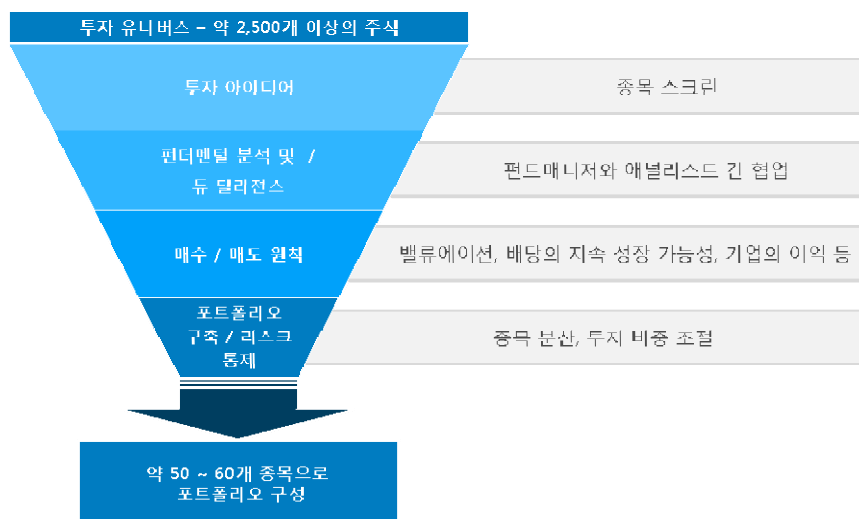 투자 유니버스 – 약 2,500개 이상의 주식
투자 아이디어
종목 스크린
펀더멘털 분석 및 /
듀 딜리전스
펀드매니저와 애널리스트 간 협업
매수 / 매도 원칙
밸류에이션, 배당의 지속 성장 가능성, 기업의 이익 등
포트폴리오
구축 / 리스크
통제
종목 분산, 투자 비중 조절
약 50 ~ 60개 종목으로
포트폴리오 구성